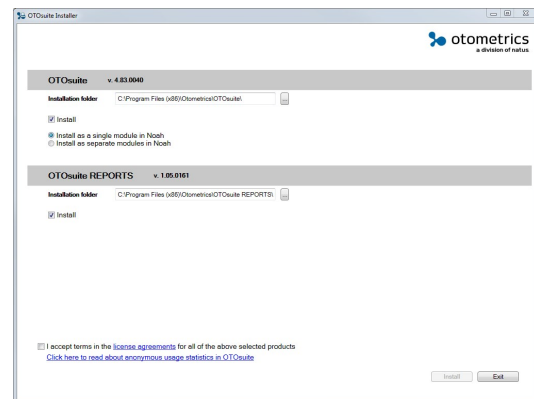 OTOsuite Installer
otometrics
a division of natus
OTOsuite v. 4.83.0040
Installation folder C:\Program Files (x86)\Otometrics\OTOsuite\ ...
Install
Install as a single module in Noah
Install as separate modules in Noah
OTOsuite REPORTS v. 1.05.0161
Installation folder C:\Program Files (x86)\Otometrics\OTOsuite REPORTS\ ...
Install
I accept terms in the license agreements for all of the above selected products
Click here to read about anonymous usage statistics in OTOsuite
Install Exit